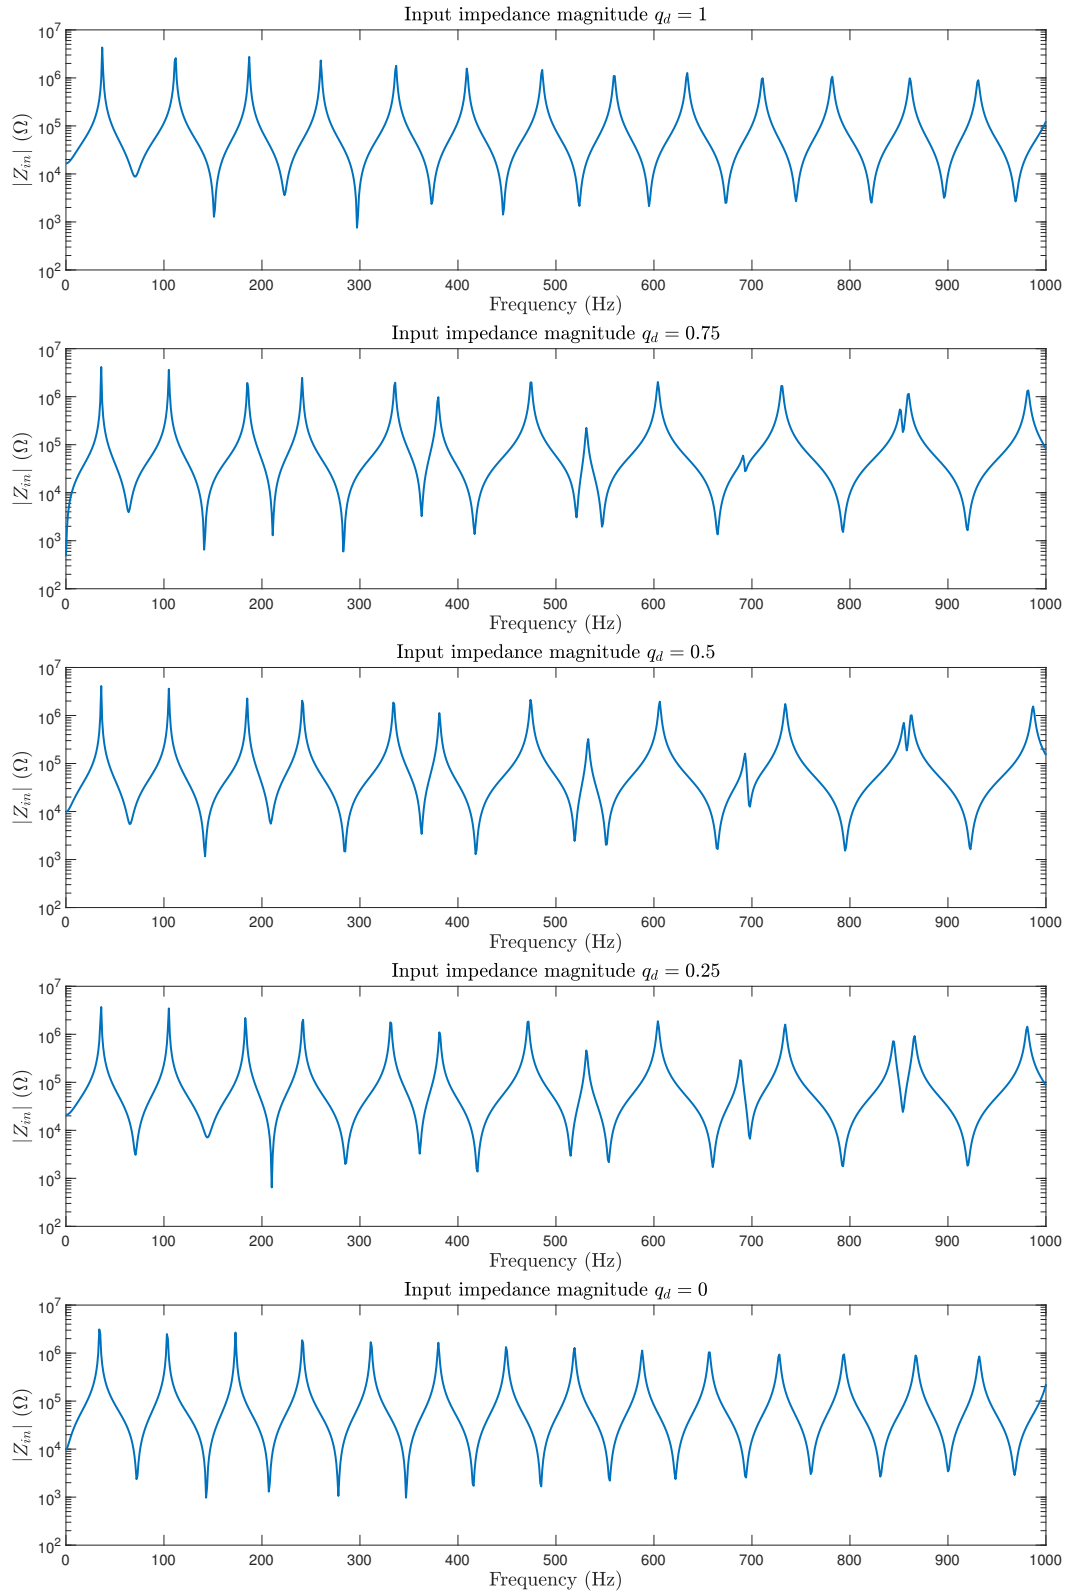 Input impedance magnitude q_d = 1
|Z_in| (Ω)
10^7
10^6
10^5
10^4
10^3
10^2
0 100 200 300 400 500 600 700 800 900 1000
Frequency (Hz)
Input impedance magnitude q_d = 0.75
|Z_in| (Ω)
10^7
10^6
10^5
10^4
10^3
10^2
0 100 200 300 400 500 600 700 800 900 1000
Frequency (Hz)
Input impedance magnitude q_d = 0.5
|Z_in| (Ω)
10^7
10^6
10^5
10^4
10^3
10^2
0 100 200 300 400 500 600 700 800 900 1000
Frequency (Hz)
Input impedance magnitude q_d = 0.25
|Z_in| (Ω)
10^7
10^6
10^5
10^4
10^3
10^2
0 100 200 300 400 500 600 700 800 900 1000
Frequency (Hz)
Input impedance magnitude q_d = 0
|Z_in| (Ω)
10^7
10^6
10^5
10^4
10^3
10^2
0 100 200 300 400 500 600 700 800 900 1000
Frequency (Hz)